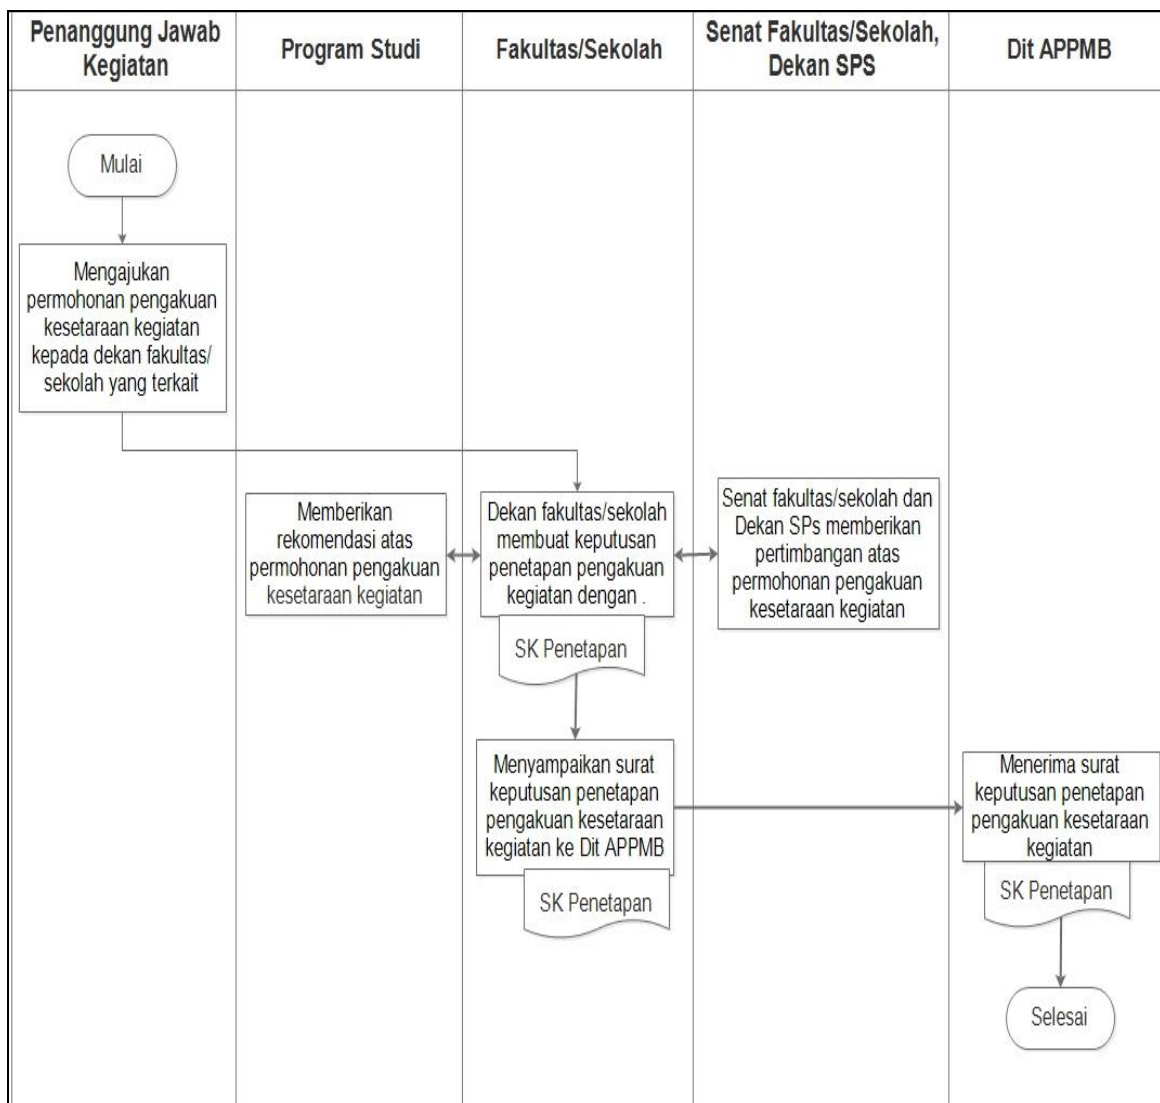 Penanggung Jawab
Kegiatan
Program Studi
Fakultas/Sekolah
Senat Fakultas/Sekolah,
Dekan SPS
Dit APPMB
Mulai
Mengajukan
permohonan pengakuan
kesetaraan kegiatan
kepada dekan fakultas/
sekolah yang terkait
Memberikan
rekomendasi atas
permohonan pengakuan
kesetaraan kegiatan
Dekan fakultas/sekolah
membuat keputusan
penetapan pengakuan
kegiatan dengan .
SK Penetapan
Senat fakultas/sekolah dan
Dekan SPs memberikan
pertimbangan atas
permohonan pengakuan
kesetaraan kegiatan
Menyampaikan surat
keputusan penetapan
pengakuan kesetaraan
kegiatan ke Dit APPMB
SK Penetapan
Menerima surat
keputusan penetapan
pengakuan kesetaraan
kegiatan
SK Penetapan
Selesai